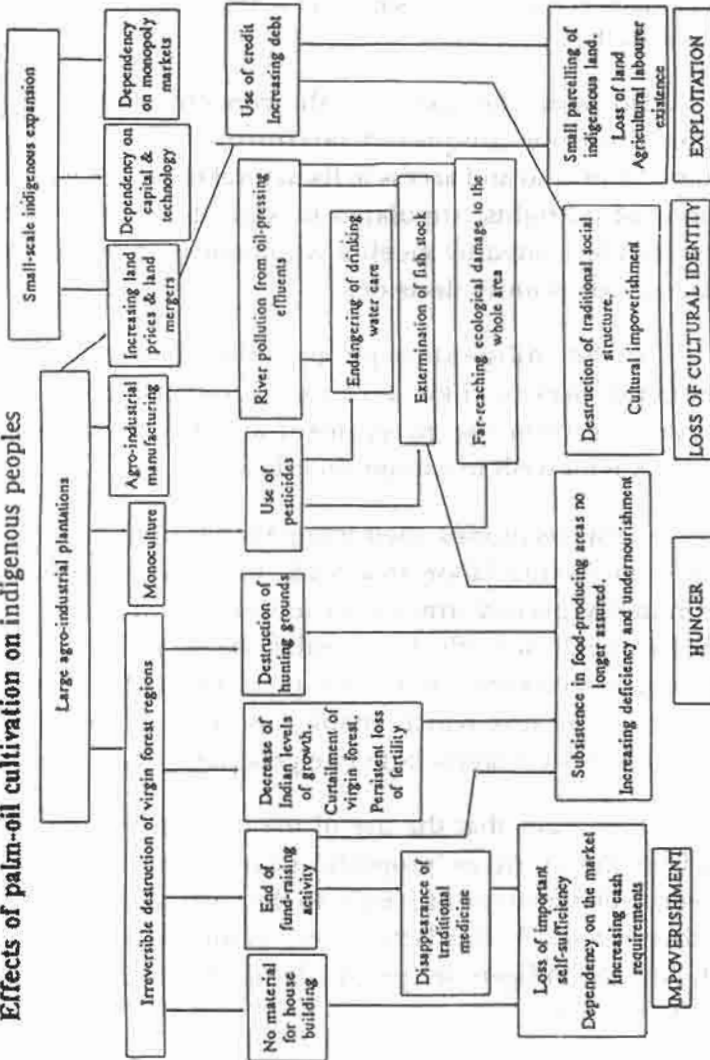 Effects of palm-oil cultivation on indigenous peoples
Large agro-industrial plantations
Small-scale indigenous expansion
Irreversible destruction of virgin forest regions
Monoculture
Agro-industrial
manufacturing
Increasing land
prices & land
mergers
Dependency on
capital &
technology
Dependency
on monopoly
markets
No material
for house
building
End of
fund-raising
activity
Decrease of
Indian levels
of growth.
Curtailment of
virgin forest.
Persistent loss
of fertility
Destruction of
hunting grounds
Use of
pesticides
River pollution from oil-pressing
effluents
Use of credit
Increasing debt
Disappearance of
traditional
medicine
Endangering of drinking
water care
Extermination of fish stock
Far-reaching ecological damage to the
whole area
Loss of important
self-sufficiency
Dependency on the market
Increasing cash
requirements
Subsistence in food-producing areas no
longer assured.
Increasing deficiency and undernourishment
Destruction of traditional social
structure.
Cultural impoverishment
Small parcelling of
indigeneous land.
Loss of land
Agricultural labourer
existence
IMPOVERISHMENT
HUNGER
LOSS OF CULTURAL IDENTITY
EXPLOITATION